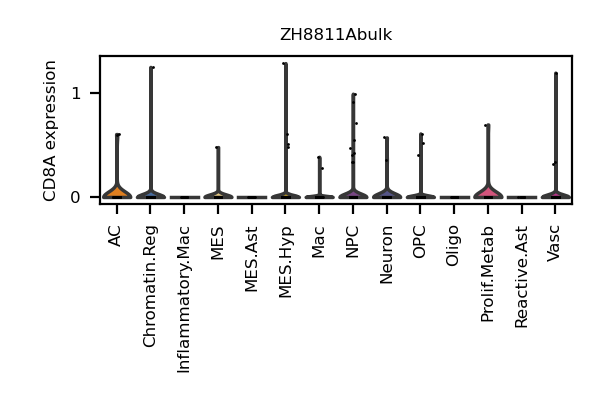 ZH8811Abulk
CD8A expression
1
0
AC
Chromatin.Reg
Inflammatory.Mac
MES
MES.Ast
MES.Hyp
Mac
NPC
Neuron
OPC
Oligo
Prolif.Metab
Reactive.Ast
Vasc